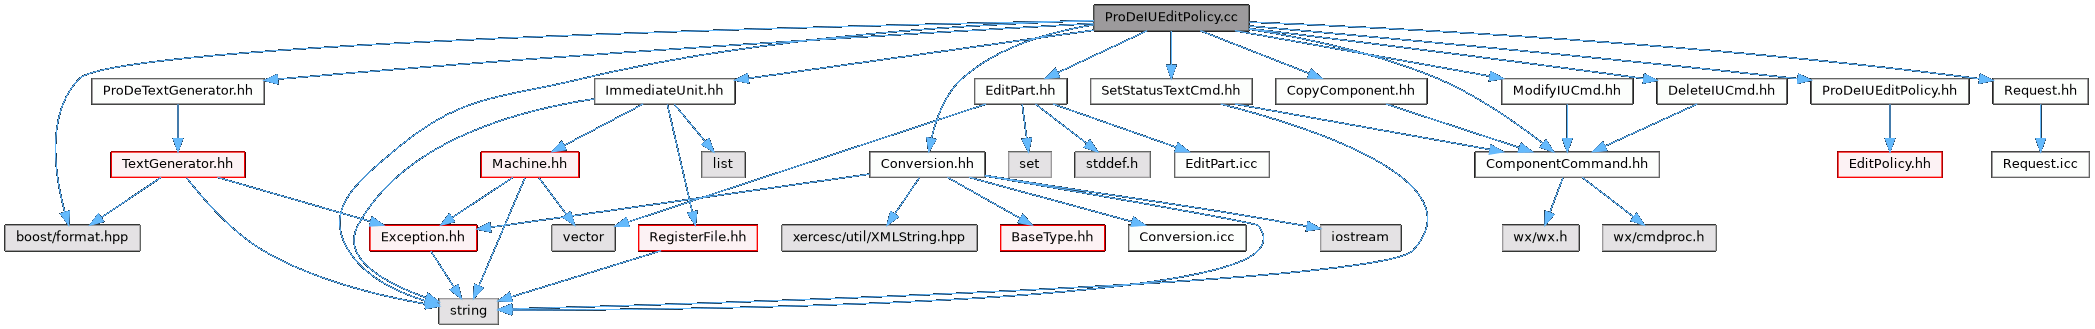 ProDeIUEditPolicy.cc
ProDeTextGenerator.hh
ImmediateUnit.hh
EditPart.hh
SetStatusTextCmd.hh
CopyComponent.hh
ModifyIUCmd.hh
DeleteIUCmd.hh
ProDeIUEditPolicy.hh
Request.hh
TextGenerator.hh
Machine.hh
list
Conversion.hh
set
stddef.h
EditPart.icc
ComponentCommand.hh
EditPolicy.hh
Request.icc
boost/format.hpp
Exception.hh
vector
RegisterFile.hh
xercesc/util/XMLString.hpp
BaseType.hh
Conversion.icc
iostream
wx/wx.h
wx/cmdproc.h
string